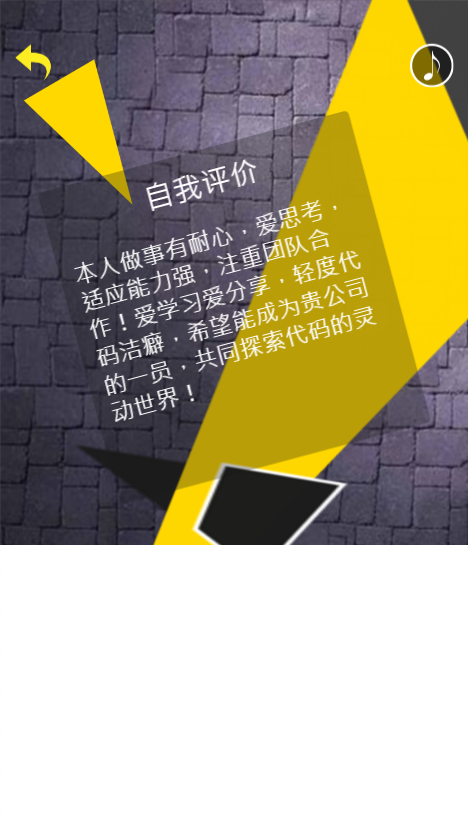 自我评价
本人做事有耐心，爱思考，
适应能力强，注重团队合
作！爱学习爱分享，轻度代
码洁癖，希望能成为贵公司
的一员，共同探索代码的灵
动世界！